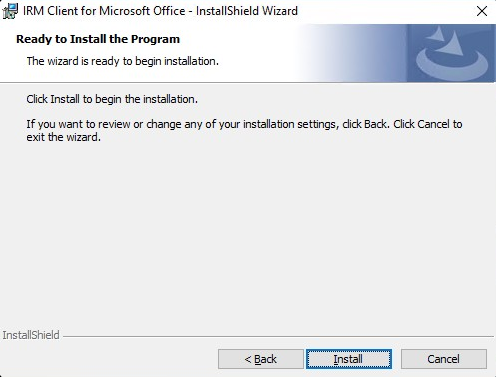 IRM Client for Microsoft Office - InstallShield Wizard
Ready to Install the Program
The wizard is ready to begin installation.
Click Install to begin the installation.
If you want to review or change any of your installation settings, click Back. Click Cancel to
exit the wizard.
InstallShield
< Back
Install
Cancel